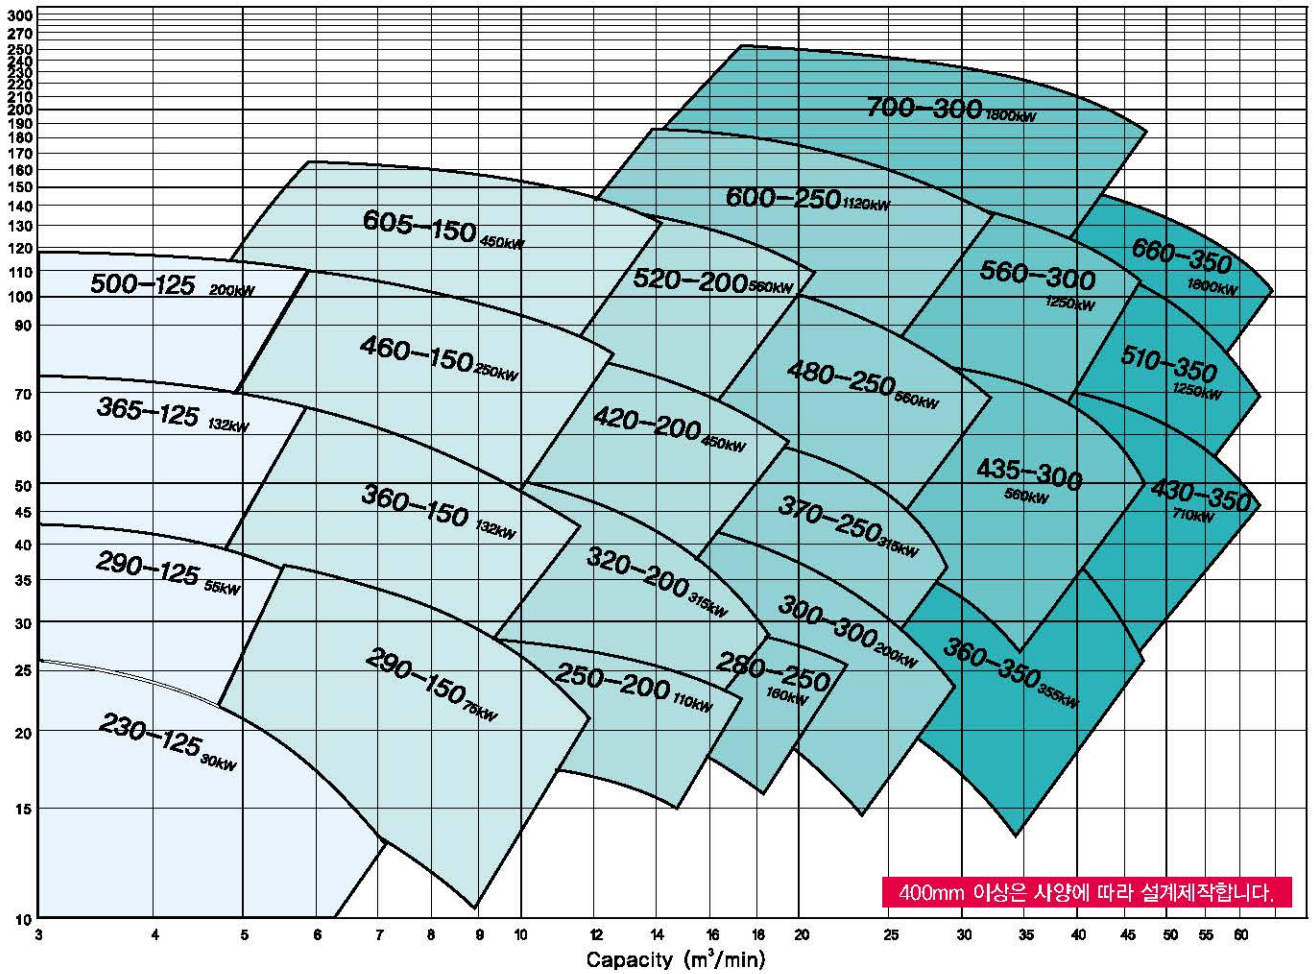 300
270
250
240
230
220
210
200
190
180
170
160
150
140
130
120
110
100
90
70
60
50
45
40
35
30
25
20
15
10
700-300 1800kW
600-250 1120kW
605-150 450kW
660-350 1800kW
560-300 1250kW
520-200 560kW
500-125 200kW
460-150 250kW
510-350 1250kW
480-250 560kW
365-125 132kW
420-200 450kW
435-300 560kW
430-350 710kW
360-150 132kW
370-250 315kW
290-125 55kW
320-200 315kW
300-300 200kW
360-350 355kW
290-150 75kW
250-200 110kW
280-250 160kW
230-125 30kW
400mm 이상은 사양에 따라 설계제작합니다.
3 4 5 6 7 8 9 10 12 14 16 18 20 25 30 35 40 45 50 55 60
Capacity (m³/min)